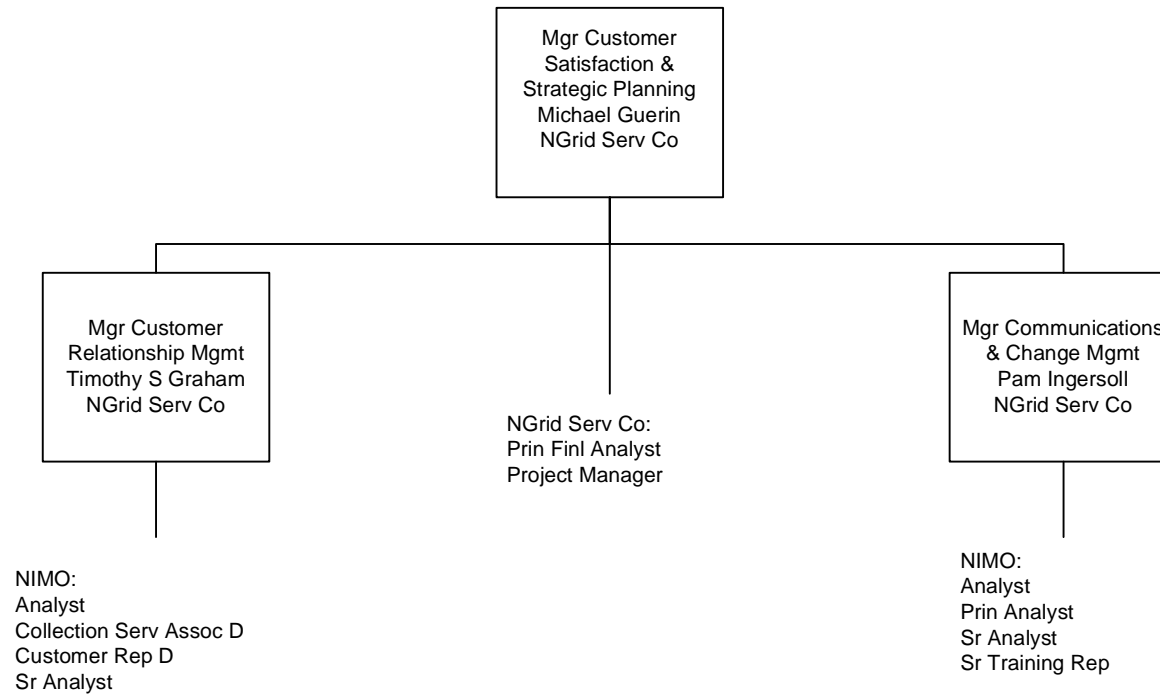 Mgr Customer
Satisfaction &
Strategic Planning
Michael Guerin
NGrid Serv Co
Mgr Customer
Relationship Mgmt
Timothy S Graham
NGrid Serv Co
NGrid Serv Co:
Prin Finl Analyst
Project Manager
Mgr Communications
& Change Mgmt
Pam Ingersoll
NGrid Serv Co
NIMO:
Analyst
Collection Serv Assoc D
Customer Rep D
Sr Analyst
NIMO:
Analyst
Prin Analyst
Sr Analyst
Sr Training Rep